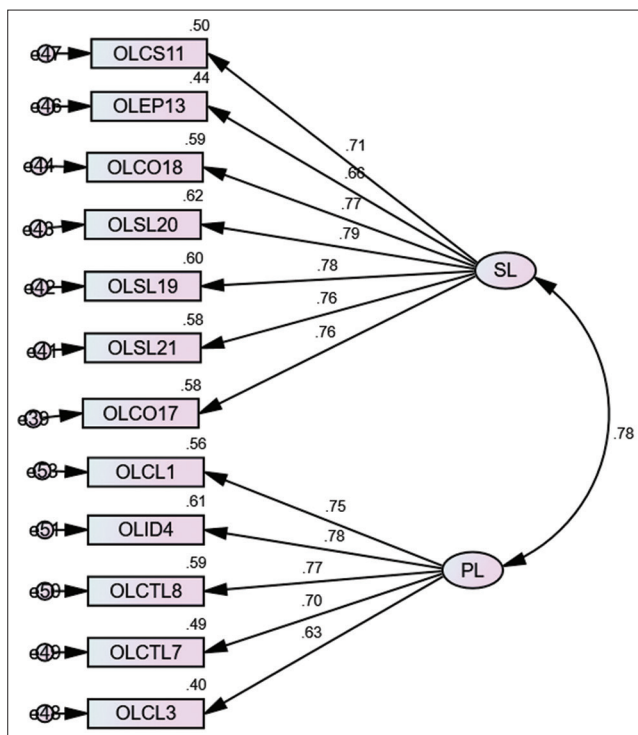 .50
e47 OLCS11
.44
e46 OLEP13
.71
.66
.59
e44 OLCO18
.77
.62
e43 OLSL20
.79
.60
e42 OLSL19
.78
SL
.58
e41 OLSL21
.76
.76
.58
e39 OLCO17
.78
.56
e53 OLCL1
.75
.61
e51 OLID4
.78
.59
e50 OLCTL8
.77
PL
.70
.49
e49 OLCTL7
.63
.40
e48 OLCL3